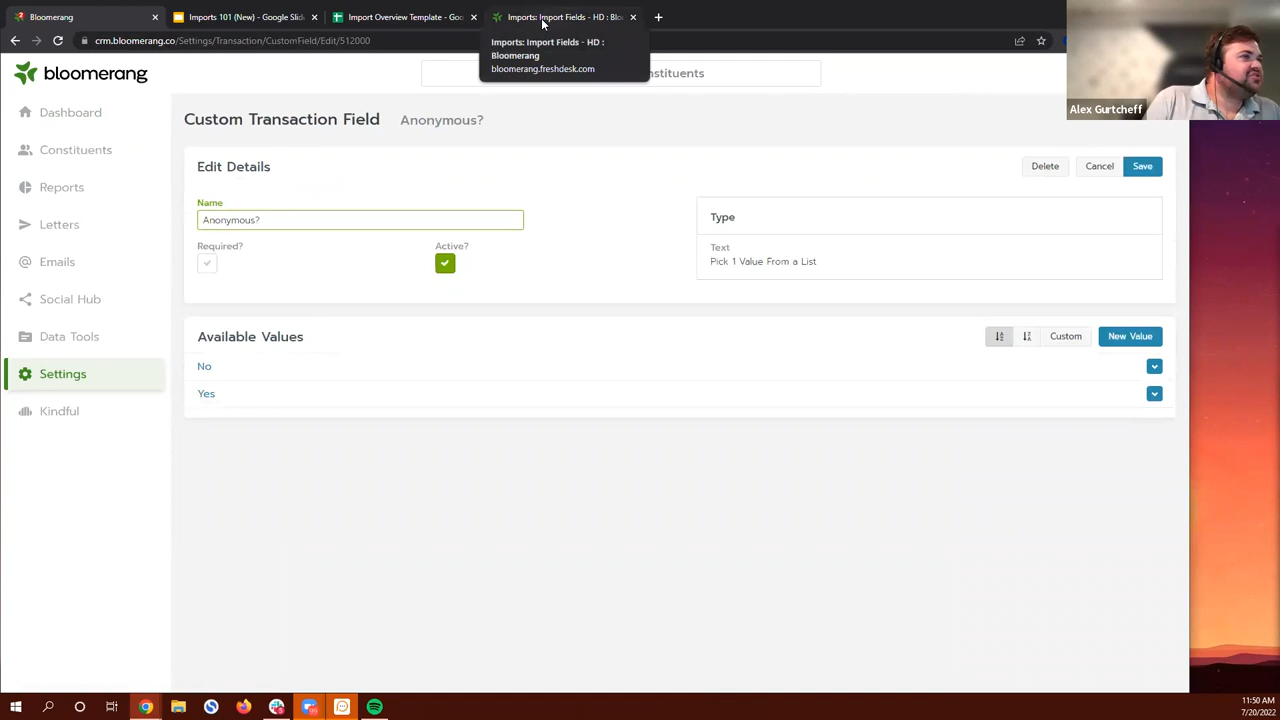 Bloomerang
Imports 101 (New) - Google Slid
Import Overview Template - Goo
Imports: Import Fields - HD : Blo
crm.bloomerang.co/Settings/Transaction/CustomField/Edit/512000
Imports: Import Fields - HD :
Bloomerang
bloomerang.freshdesk.com
bloomerang
nstituents
Alex Gurtcheff
Dashboard
Constituents
Reports
Letters
Emails
Social Hub
Data Tools
Settings
Kindful
Custom Transaction Field Anonymous?
Edit Details
Delete
Cancel
Save
Name
Anonymous?
Required?
Active?
Type
Text
Pick 1 Value From a List
Available Values
Custom
New Value
No
Yes
11:50 AM
7/20/2022